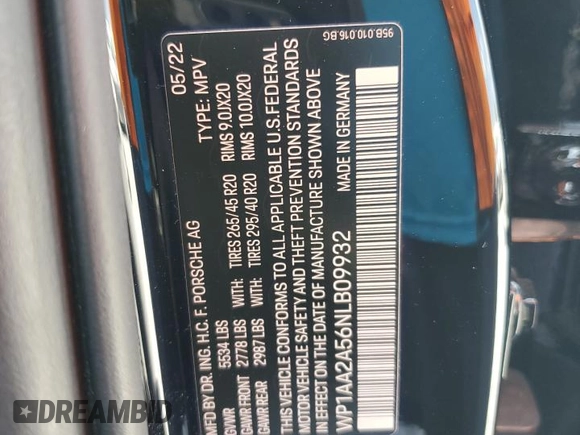 MFD BY DR. ING. H.C. F. PORSCHE AG
05/22
GVWR 5534 LBS TYPE: MPV
GAWR FRONT 2778 LBS WITH: TIRES 265/45 R20 RIMS 9.0JX20
GAWR REAR 2987 LBS WITH: TIRES 295/40 R20 RIMS 10.0JX20
THIS VEHICLE CONFORMS TO ALL APPLICABLE U.S. FEDERAL
MOTOR VEHICLE SAFETY AND THEFT PREVENTION STANDARDS
IN EFFECT ON THE DATE OF MANUFACTURE SHOWN ABOVE
WP1AA2A56NLB09932 MADE IN GERMANY
95B.010.016.BG
DIRECT.CARS